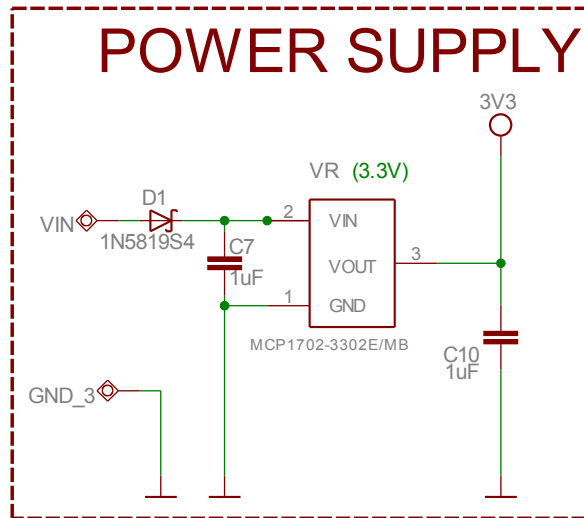 POWER SUPPLY
3V3
VR (3.3V)
D1
VIN
1N5819S4
2
VIN
C7
1uF
VOUT
3
1
GND
MCP1702-3302E/MB
C10
1uF
GND_3